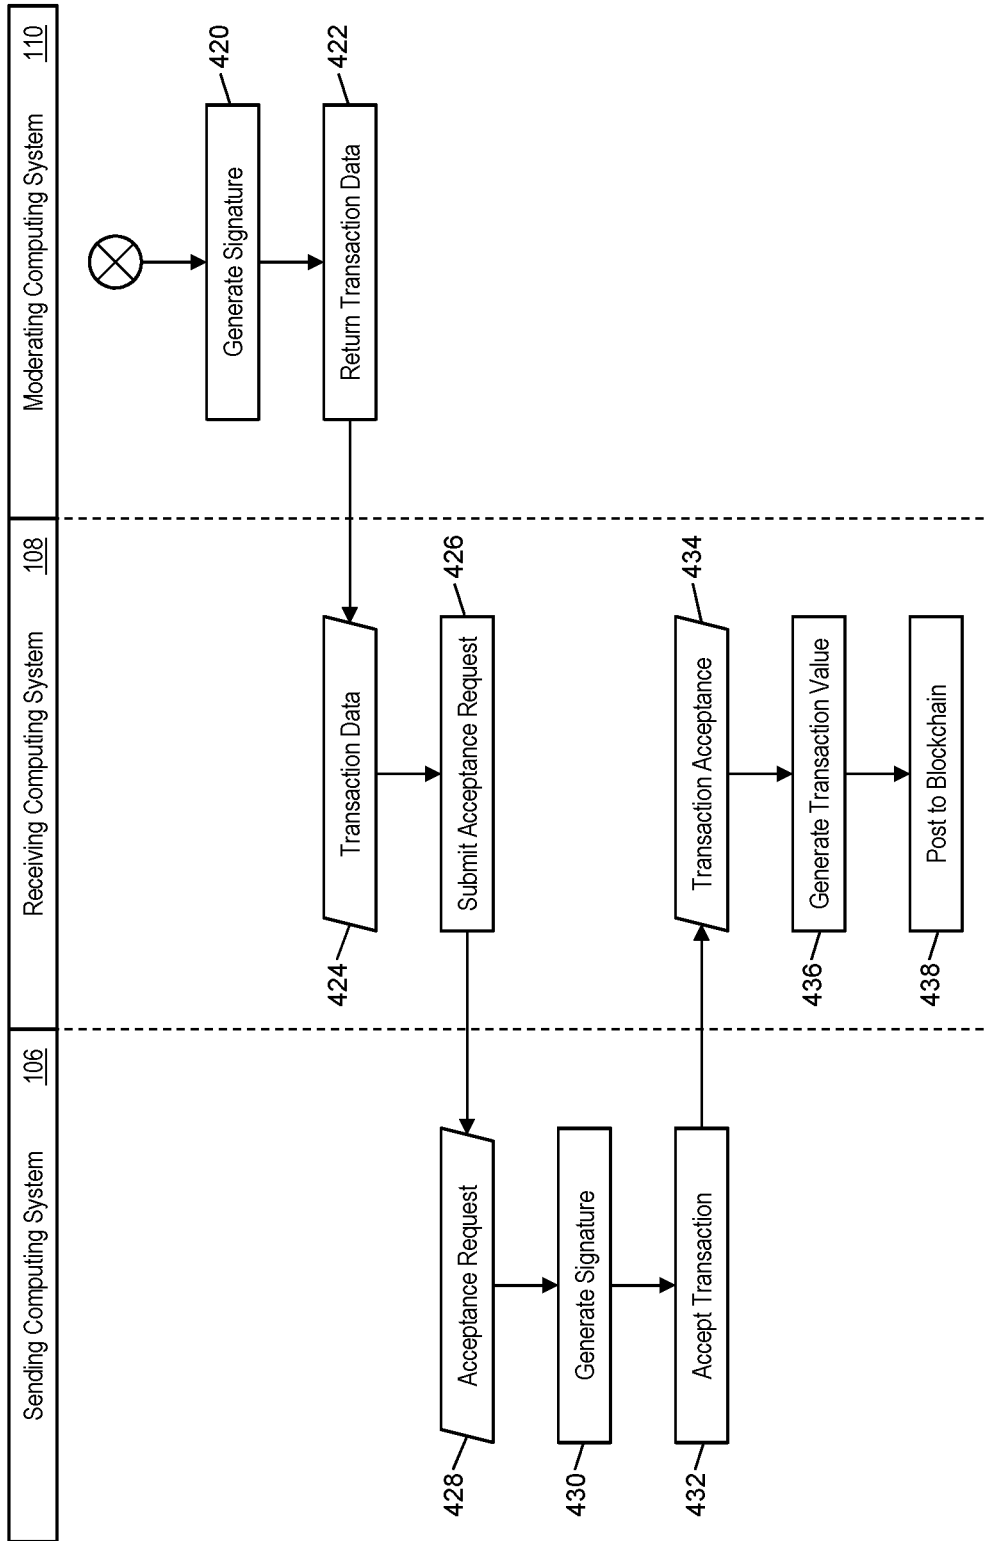 Sending Computing System 106
Receiving Computing System 108
Moderating Computing System 110
Generate Signature
420
Return Transaction Data
422
Transaction Data
424
Submit Acceptance Request
426
Acceptance Request
428
Generate Signature
430
Accept Transaction
432
Transaction Acceptance
434
Generate Transaction Value
436
Post to Blockchain
438